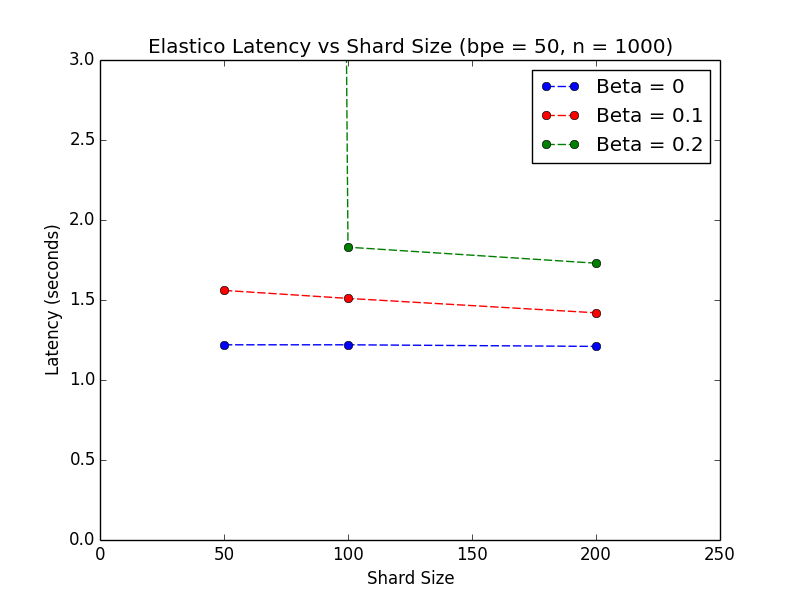 Elastico Latency vs Shard Size (bpe = 50, n = 1000)
Beta = 0
Beta = 0.1
Beta = 0.2
Latency (seconds)
3.0
2.5
2.0
1.5
1.0
0.5
0.0
0 50 100 150 200 250
Shard Size